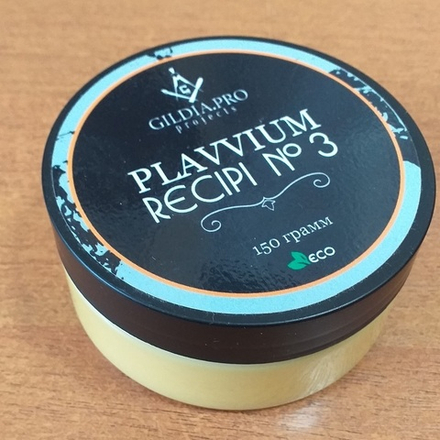 G
GILDIA.PRO
projects
PLAVVIUM
RECIPI № 3
150 грамм
ECO